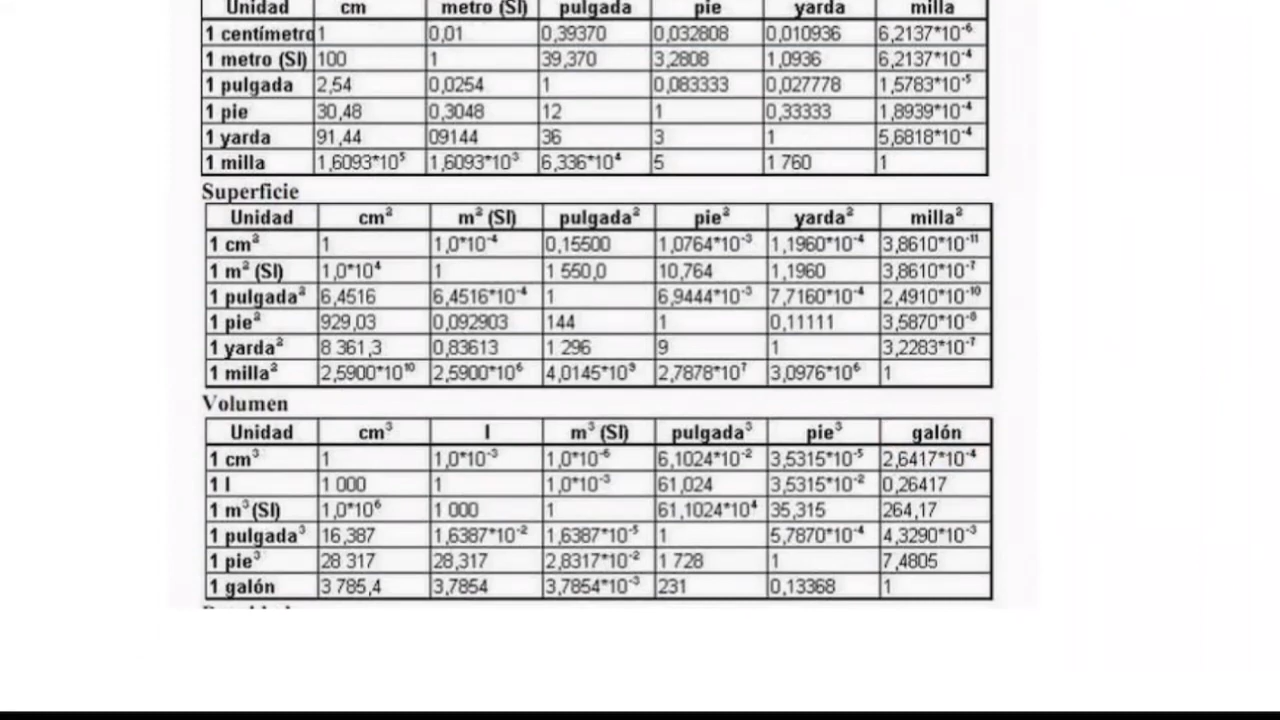 Unidad cm metro (SI) pulgada pie yarda milla
1 centímetro 1 0,01 0,39370 0,032808 0,010936 6,2137*10⁻⁶
1 metro (SI) 100 1 39,370 3,2808 1,0936 6,2137*10⁻⁴
1 pulgada 2,54 0,0254 1 0,083333 0,027778 1,5783*10⁻⁵
1 pie 30,48 0,3048 12 1 0,33333 1,8939*10⁻⁴
1 yarda 91,44 09144 36 3 1 5,6818*10⁻⁴
1 milla 1,6093*10⁵ 1,6093*10³ 6,336*10⁴ 5 1 760 1
Superficie
Unidad cm² m² (SI) pulgada² pie² yarda² milla²
1 cm² 1 1,0*10⁻⁴ 0,15500 1,0764*10⁻³ 1,1960*10⁻⁴ 3,8610*10⁻¹¹
1 m² (SI) 1,0*10⁴ 1 1 550,0 10,764 1,1960 3,8610*10⁻⁷
1 pulgada² 6,4516 6,4516*10⁻⁴ 1 6,9444*10⁻³ 7,7160*10⁻⁴ 2,4910*10⁻¹⁰
1 pie² 929,03 0,092903 144 1 0,11111 3,5870*10⁻⁸
1 yarda² 8 361,3 0,83613 1 296 9 1 3,2283*10⁻⁷
1 milla² 2,5900*10¹⁰ 2,5900*10⁶ 4,0145*10⁹ 2,7878*10⁷ 3,0976*10⁶ 1
Volumen
Unidad cm³ l m³ (SI) pulgada³ pie³ galón
1 cm³ 1 1,0*10⁻³ 1,0*10⁻⁶ 6,1024*10⁻² 3,5315*10⁻⁵ 2,6417*10⁻⁴
1 l 1 000 1 1,0*10⁻³ 61,024 3,5315*10⁻² 0,26417
1 m³ (SI) 1,0*10⁶ 1 000 1 61,1024*10⁴ 35,315 264,17
1 pulgada³ 16,387 1,6387*10⁻² 1,6387*10⁻⁵ 1 5,7870*10⁻⁴ 4,3290*10⁻³
1 pie³ 28 317 28,317 2,8317*10⁻² 1 728 1 7,4805
1 galón 3 785,4 3,7854 3,7854*10⁻³ 231 0,13368 1